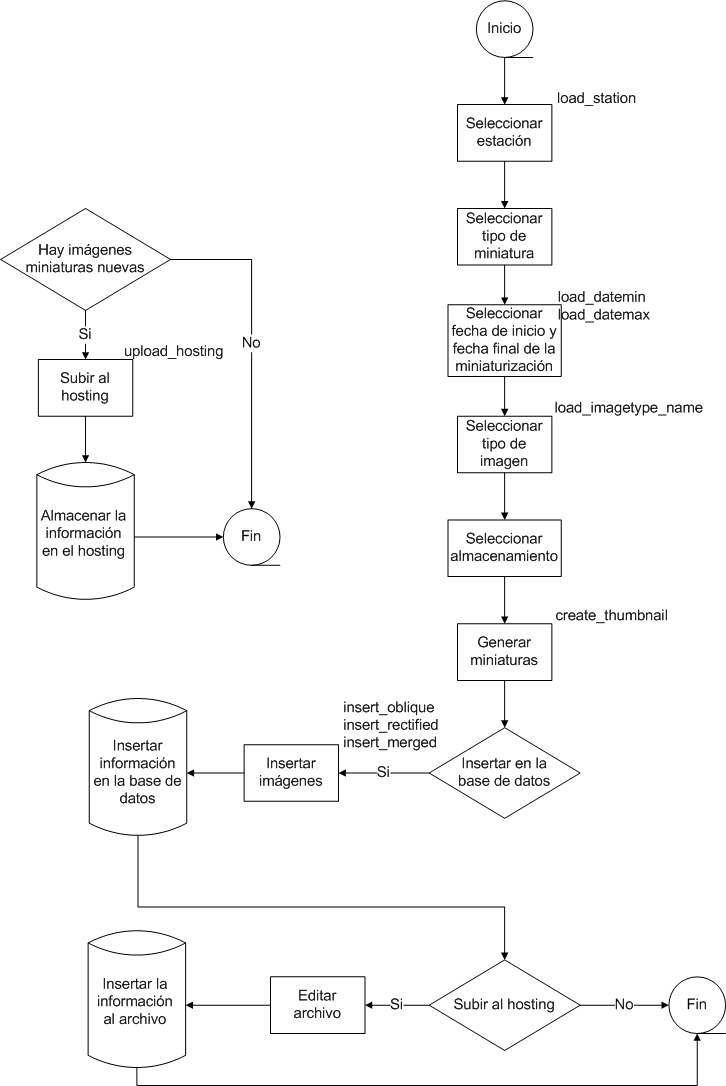 Inicio
load_station
Seleccionar
estación
Seleccionar
tipo de
miniatura
load_datemin
load_datemax
Seleccionar
fecha de inicio y
fecha final de la
miniaturización
load_imagetype_name
Seleccionar
tipo de
imagen
Seleccionar
almacenamiento
create_thumbnail
Generar
miniaturas
Insertar en la
base de datos
insert_oblique
insert_rectified
insert_merged
Si
Insertar
imágenes
Insertar
información
en la base de
datos
Subir al hosting
Si
No
Editar
archivo
Insertar la
información
al archivo
Fin
Hay imágenes
miniaturas nuevas
Si
No
upload_hosting
Subir al
hosting
Almacenar la
información
en el hosting
Fin